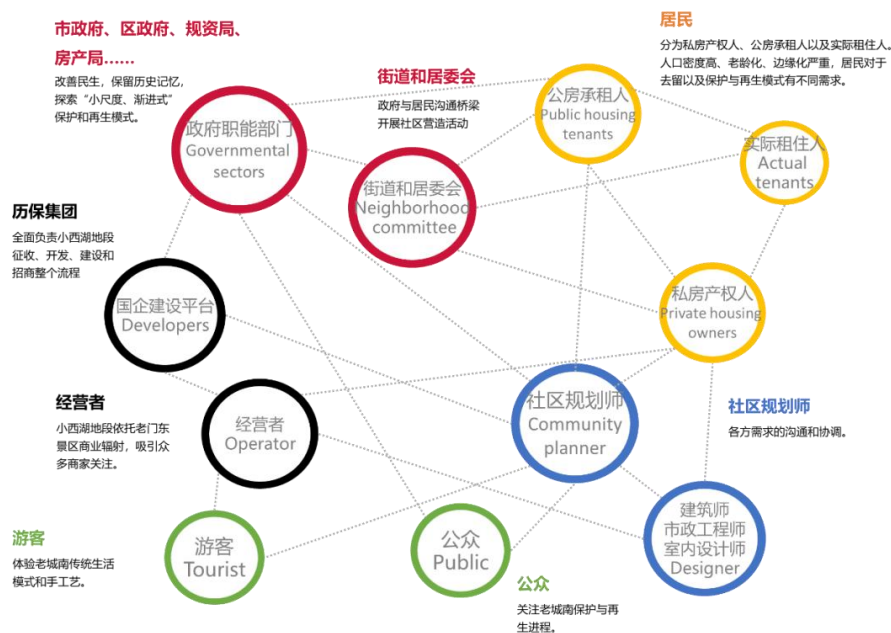 市政府、区政府、规资局、
房产局……
改善民生，保留历史记忆，
探索“小尺度、渐进式”
保护和再生模式。
政府职能部门
Governmental
sectors
街道和居委会
政府与居民沟通桥梁
开展社区营造活动
街道和居委会
Neighborhood
committee
居民
分为私房产权人、公房承租人以及实际租住人。
人口密度高、老龄化、边缘化严重，居民对于
去留以及保护与再生模式有不同需求。
公房承租人
Public housing
tenants
实际租住人
Actual
tenants
历保集团
全面负责小西湖地段
征收、开发、建设和
招商整个流程
国企建设平台
Developers
私房产权人
Private housing
owners
经营者
小西湖地段依托老门东
景区商业辐射，吸引众
多商家关注。
经营者
Operator
社区规划师
Community
planner
社区规划师
各方需求的沟通和协调。
游客
体验老城南传统生活
模式和手工艺。
游客
Tourist
公众
Public
公众
关注老城南保护与再
生进程。
建筑师
市政工程师
室内设计师
Designer